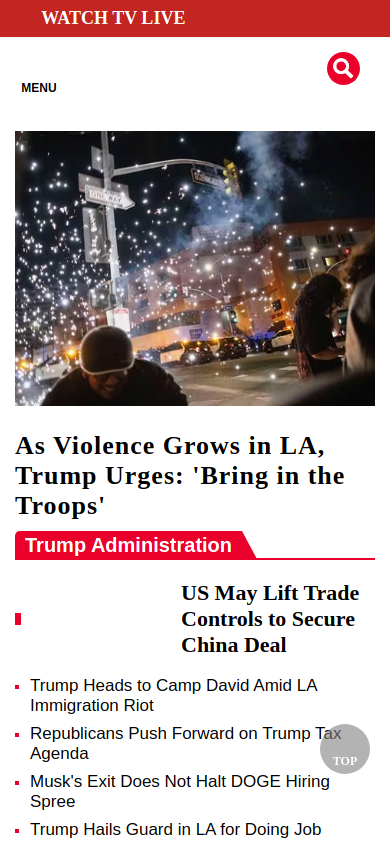 WATCH TV LIVE
MENU
As Violence Grows in LA,
Trump Urges: 'Bring in the
Troops'
Trump Administration
US May Lift Trade
Controls to Secure
China Deal
Trump Heads to Camp David Amid LA
Immigration Riot
Republicans Push Forward on Trump Tax
Agenda
Musk's Exit Does Not Halt DOGE Hiring
Spree
TOP
Trump Hails Guard in LA for Doing Job